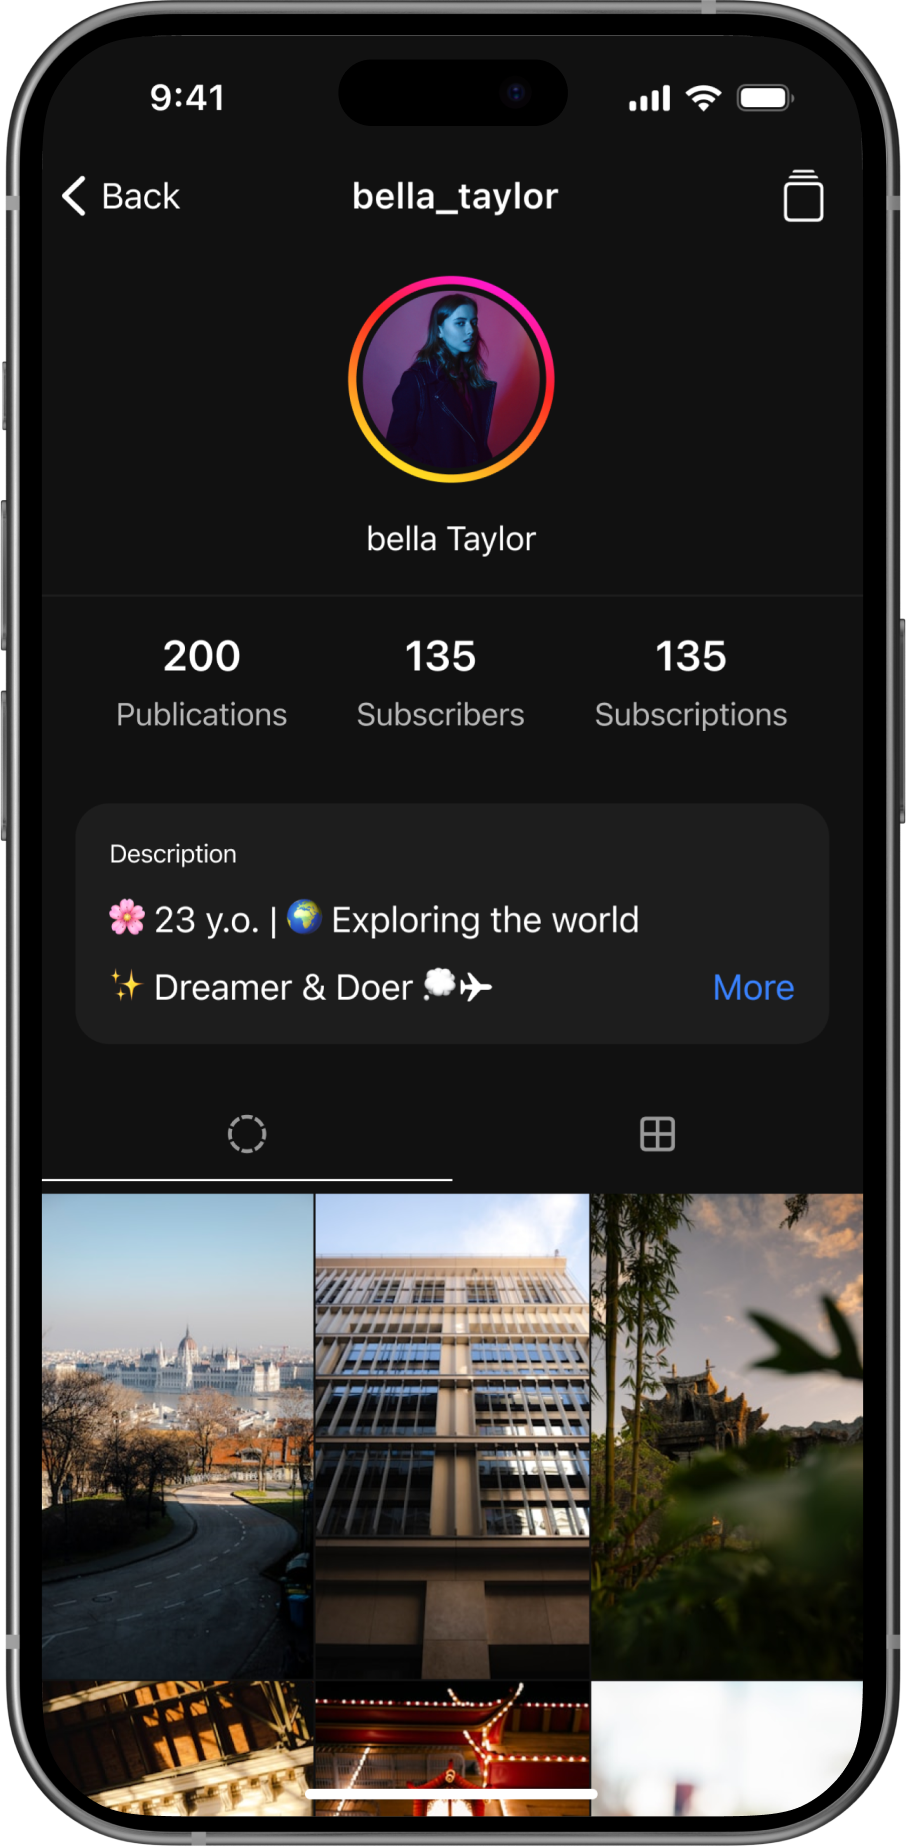 9:41
Back
bella_taylor
bella Taylor
200
135
135
Publications
Subscribers
Subscriptions
Description
🌸 23 y.o. | 🌍 Exploring the world
✨ Dreamer & Doer 💭✈
More